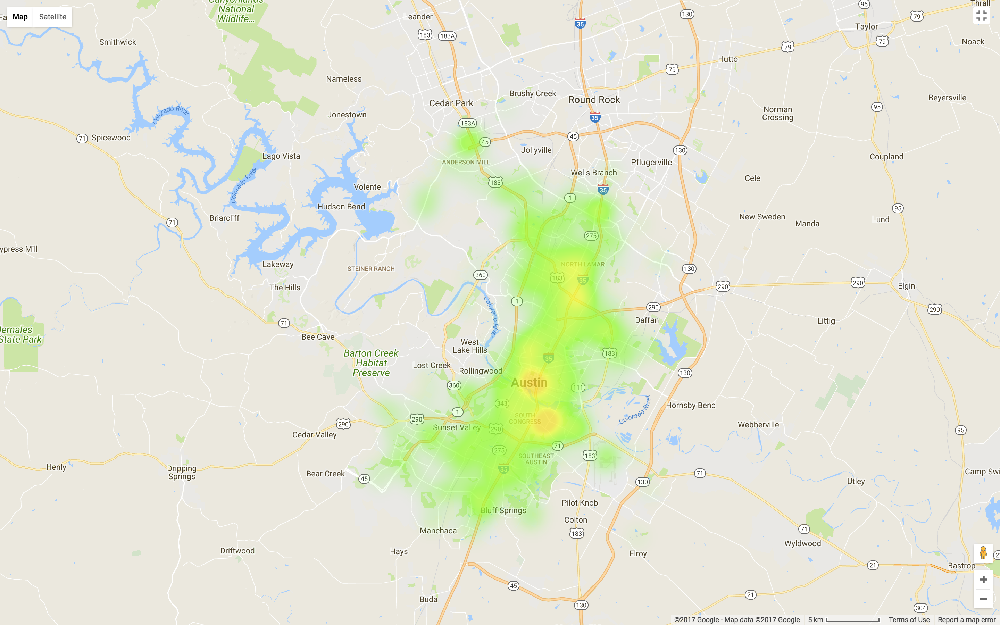 Canyonlands
National
Wildlife...
Leander
35
130
95
Thrall
Map
Satellite
79
Taylor
183
183A
79
Noack
Smithwick
79
Hutto
79
Nameless
Brushy Creek
Round Rock
Cedar Park
Beyersville
95
Norman
Crossing
Colorado River
Jonestown
35
183A
71
Spicewood
45
45
Jollyville
130
Lago Vista
Coupland
ANDERSON MILL
Pflugerville
Wells Branch
Cele
Colorado River
183
Volente
35
1
Hudson Bend
95
Briarcliff
New Sweden
Lund
71
Manda
275
ypress Mill
Lakeway
NORTH LAMAR
STEINER RANCH
130
360
183
35
The Hills
290
290
Elgin
Colorado River
1
290
290
Daffan
Littig
71
ernales
State Park
Bee Cave
West
Lake Hills
Barton Creek
Habitat
Preserve
183
35
Lost Creek
Rollingwood
130
Austin
360
111
343
Hornsby Bend
Colorado River
1
SOUTH
CONGRESS
290
290
Sunset Valley
290
Webberville
95
Cedar Valley
71
275
SOUTHEAST
AUSTIN
183
Henly
Dripping
Springs
35
Bear Creek
45
71
Camp Swi
130
Utley
Pilot Knob
Bluff Springs
Colton
Manchaca
183
71
Wyldwood
Driftwood
Hays
Elroy
21
Bastrop
45
21
Buda
130
304
©2017 Google - Map data ©2017 Google
5 km
Terms of Use
Report a map error